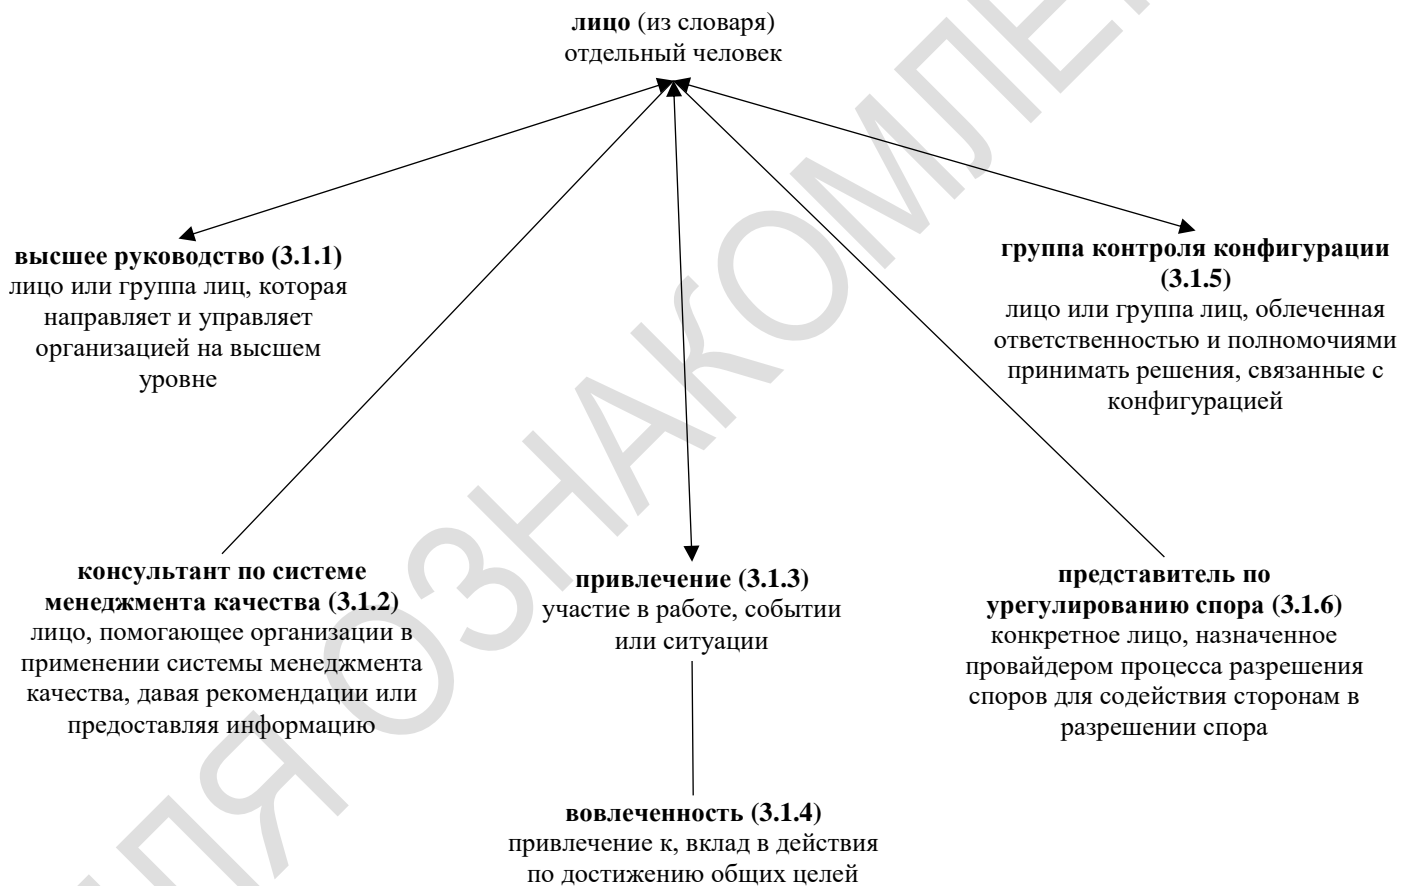 лицо (из словаря)
отдельный человек
высшее руководство (3.1.1)
лицо или группа лиц, которая
направляет и управляет
организацией на высшем
уровне
группа контроля конфигурации
(3.1.5)
лицо или группа лиц, облеченная
ответственностью и полномочиями
принимать решения, связанные с
конфигурацией
консультант по системе
менеджмента качества (3.1.2)
лицо, помогающее организации в
применении системы менеджмента
качества, давая рекомендации или
предоставляя информацию
привлечение (3.1.3)
участие в работе, событии
или ситуации
представитель по
урегулированию спора (3.1.6)
конкретное лицо, назначенное
провайдером процесса разрешения
споров для содействия сторонам в
разрешении спора
вовлеченность (3.1.4)
привлечение к, вклад в действия
по достижению общих целей
ЛЯ ОЗНАКОМЛЕ